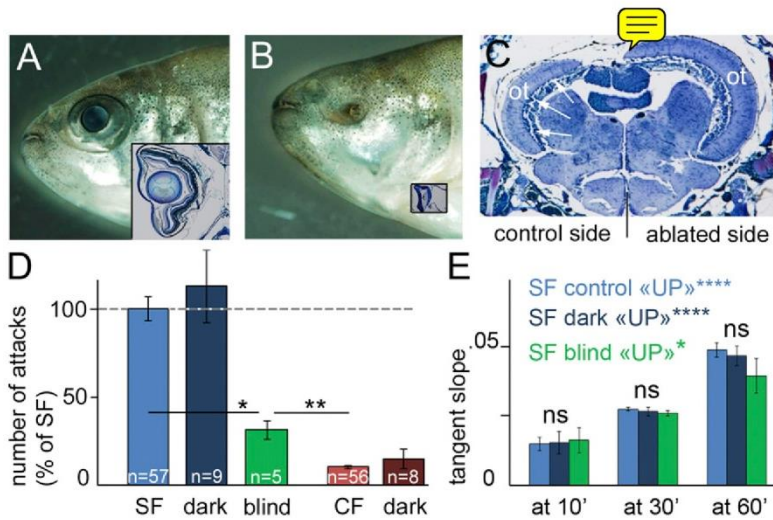 A
B
C
ot
ot
control side
ablated side
D
number of attacks
(% of SF)
100
50
0
*
**
n=57
n=9
n=5
n=56
n=8
SF
dark
blind
CF
dark
E
SF control «UP»****
SF dark «UP»****
SF blind «UP»*
tangent slope
.05
0
ns
ns
ns
at 10'
at 30'
at 60'